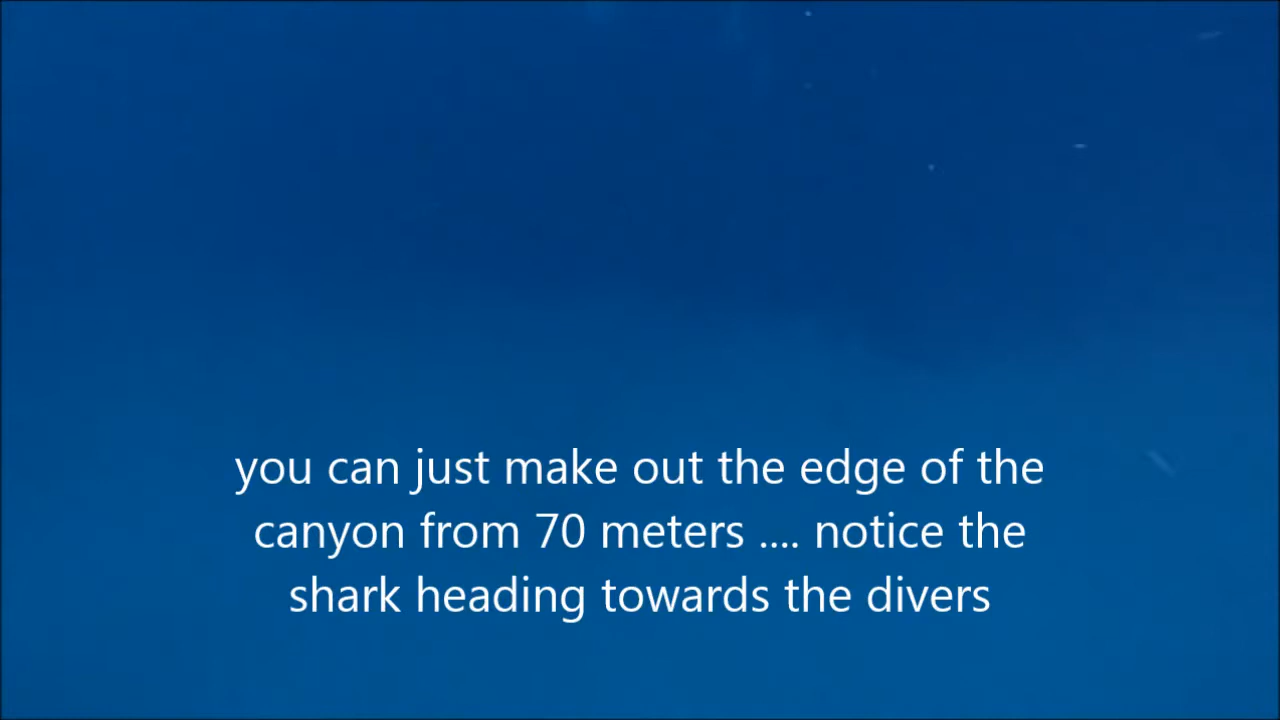 you can just make out the edge of the
canyon from 70 meters .... notice the
shark heading towards the divers